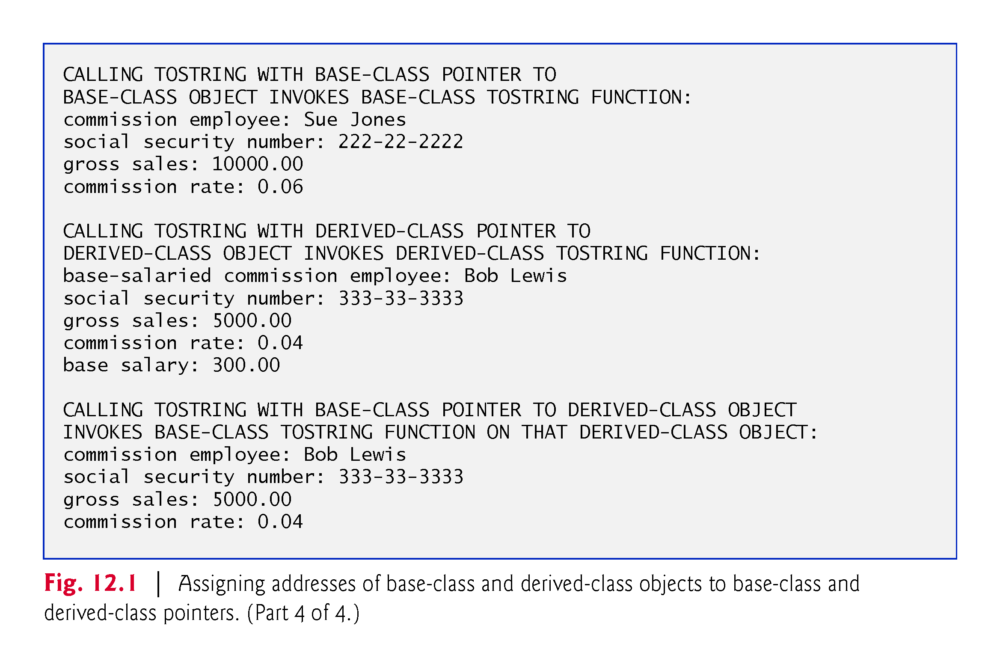 CALLING TOSTRING WITH BASE-CLASS POINTER TO
BASE-CLASS OBJECT INVOKES BASE-CLASS TOSTRING FUNCTION:
commission employee: Sue Jones
social security number: 222-22-2222
gross sales: 10000.00
commission rate: 0.06
CALLING TOSTRING WITH DERIVED-CLASS POINTER TO
DERIVED-CLASS OBJECT INVOKES DERIVED-CLASS TOSTRING FUNCTION:
base-salaried commission employee: Bob Lewis
social security number: 333-33-3333
gross sales: 5000.00
commission rate: 0.04
base salary: 300.00
CALLING TOSTRING WITH BASE-CLASS POINTER TO DERIVED-CLASS OBJECT
INVOKES BASE-CLASS TOSTRING FUNCTION ON THAT DERIVED-CLASS OBJECT:
commission employee: Bob Lewis
social security number: 333-33-3333
gross sales: 5000.00
commission rate: 0.04
Fig. 12.1 | Assigning addresses of base-class and derived-class objects to base-class and
derived-class pointers. (Part 4 of 4.)